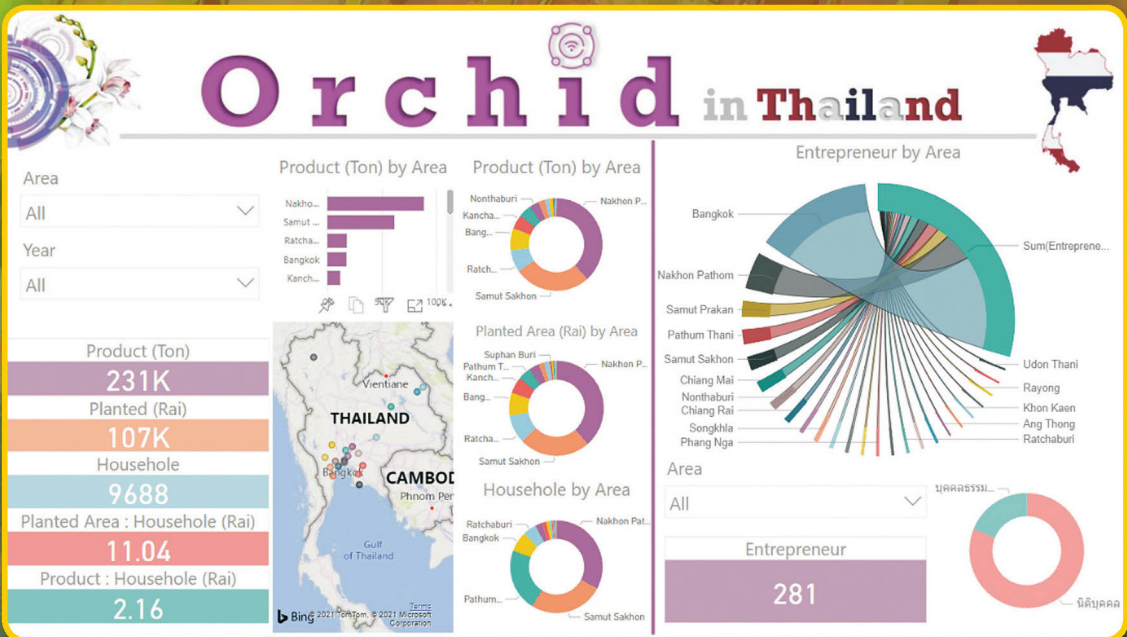 Orchid in Thailand
Area
All
Year
All
Product (Ton)
231K
Planted (Rai)
107K
Househole
9688
Planted Area : Househole (Rai)
11.04
Product : Househole (Rai)
2.16
Product (Ton) by Area
Nakho...
Samut ...
Ratcha...
Bangkok
Kanch...
100K
THAILAND
Vientiane
Bangkok
CAMBOD
Phnom Per
Gulf
of Thailand
Bing
© 2021 TomTom, © 2021 Microsoft
Corporation
Terms
Product (Ton) by Area
Nonthaburi
Kancha...
Bang...
Ratch...
Samut Sakhon
Nakhon P...
Planted Area (Rai) by Area
Suphan Buri
Pathum T...
Kanch...
Bang...
Ratcha...
Samut Sakhon
Nakhon P...
Househole by Area
Ratchaburi
Bangkok
Pathum...
Samut Sakhon
Nakhon Pat...
Entrepreneur by Area
Bangkok
Nakhon Pathom
Samut Prakan
Pathum Thani
Samut Sakhon
Chiang Mai
Nonthaburi
Chiang Rai
Songkhla
Phang Nga
Sum(Entreprene...
Udon Thani
Rayong
Khon Kaen
Ang Thong
Ratchaburi
Area
All
Entrepreneur
281
บุคคลธรรม...
นิติบุคคล